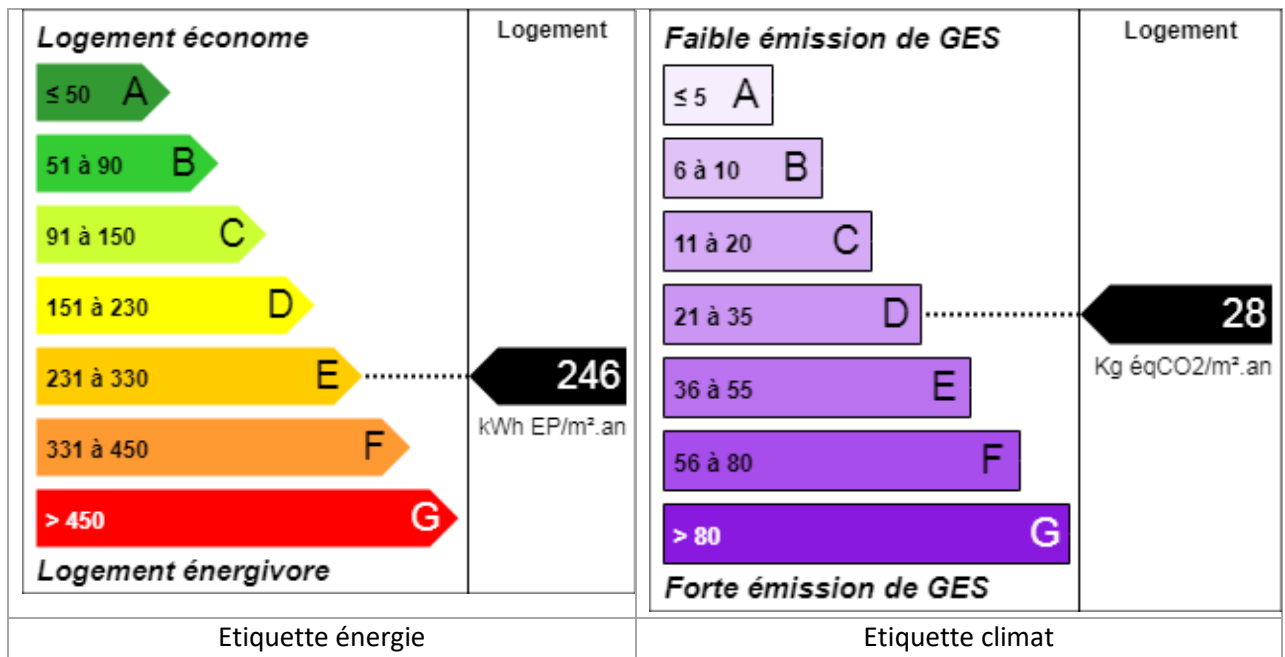 Logement économe
Logement
≤ 50 A
51 à 90 B
91 à 150 C
151 à 230 D
231 à 330 E
246
kWh EP/m².an
331 à 450 F
> 450 G
Logement énergivore
Etiquette énergie
Faible émission de GES
Logement
≤ 5 A
6 à 10 B
11 à 20 C
21 à 35 D
28
Kg éqCO2/m².an
36 à 55 E
56 à 80 F
> 80 G
Forte émission de GES
Etiquette climat